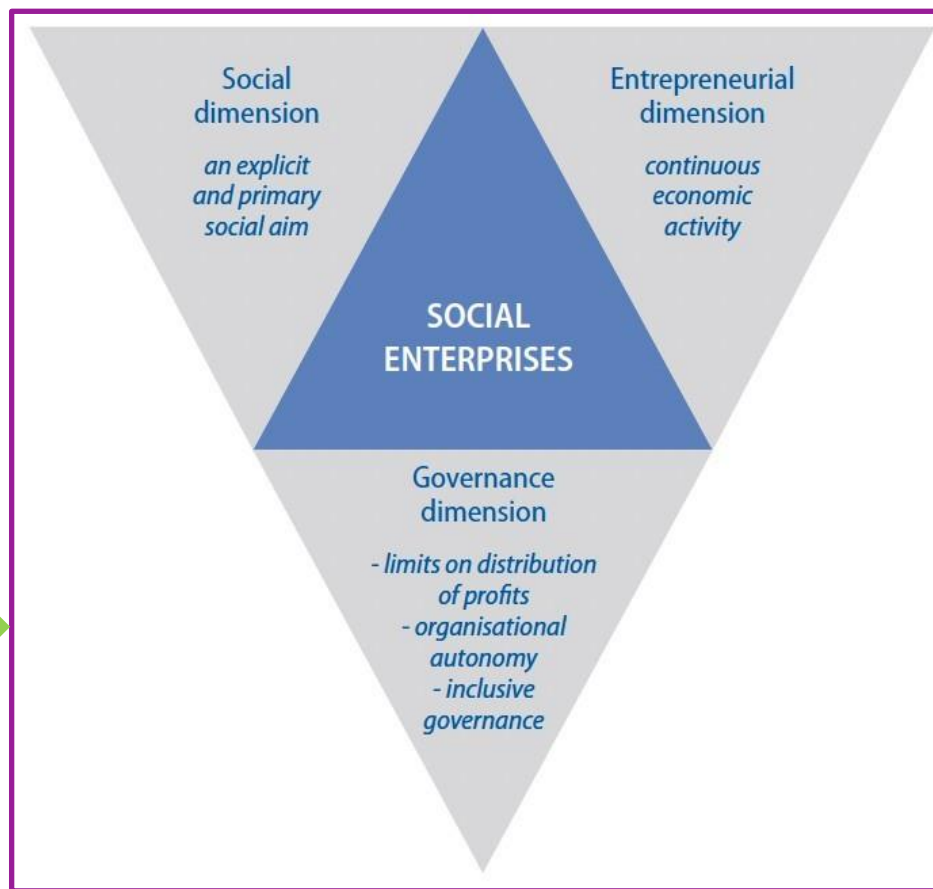 Social
dimension
an explicit
and primary
social aim
Entrepreneurial
dimension
continuous
economic
activity
SOCIAL
ENTERPRISES
Governance
dimension
- limits on distribution
of profits
- organisational
autonomy
- inclusive
governance